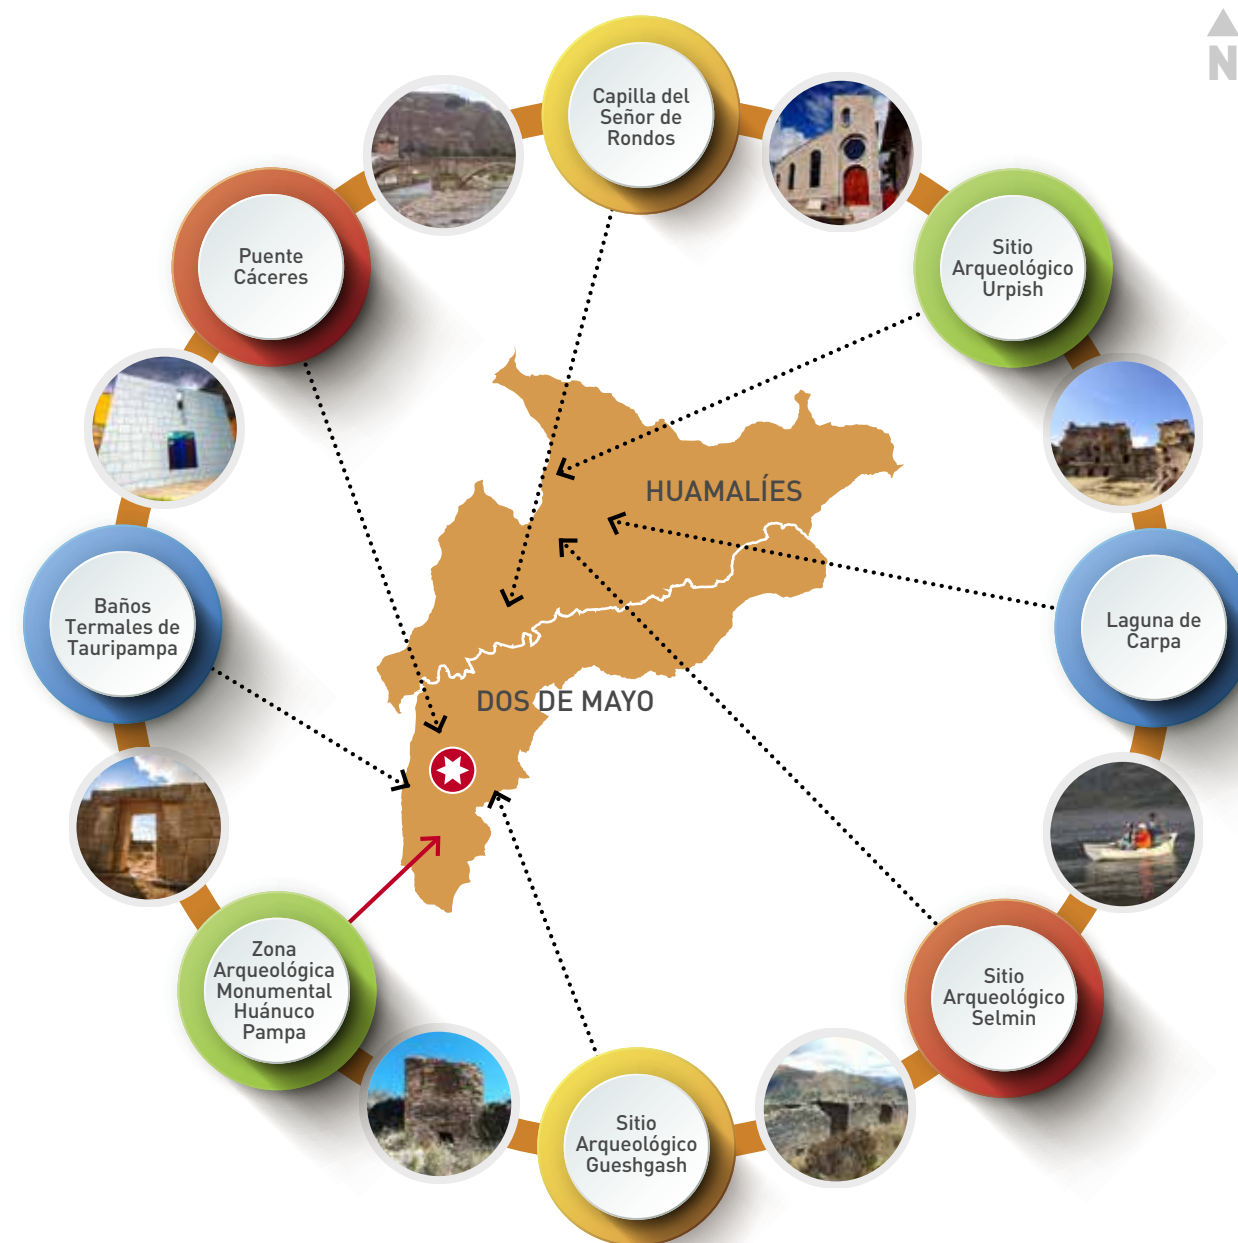 N
Capilla del
Señor de
Rondos
Puente
Cáceres
Sitio
Arqueológico
Urpish
HUAMALÍES
Baños
Termales de
Tauripampa
Laguna de
Carpa
DOS DE MAYO
Zona
Arqueológica
Monumental
Huánuco
Pampa
Sitio
Arqueológico
Selmin
Sitio
Arqueológico
Gueshgash